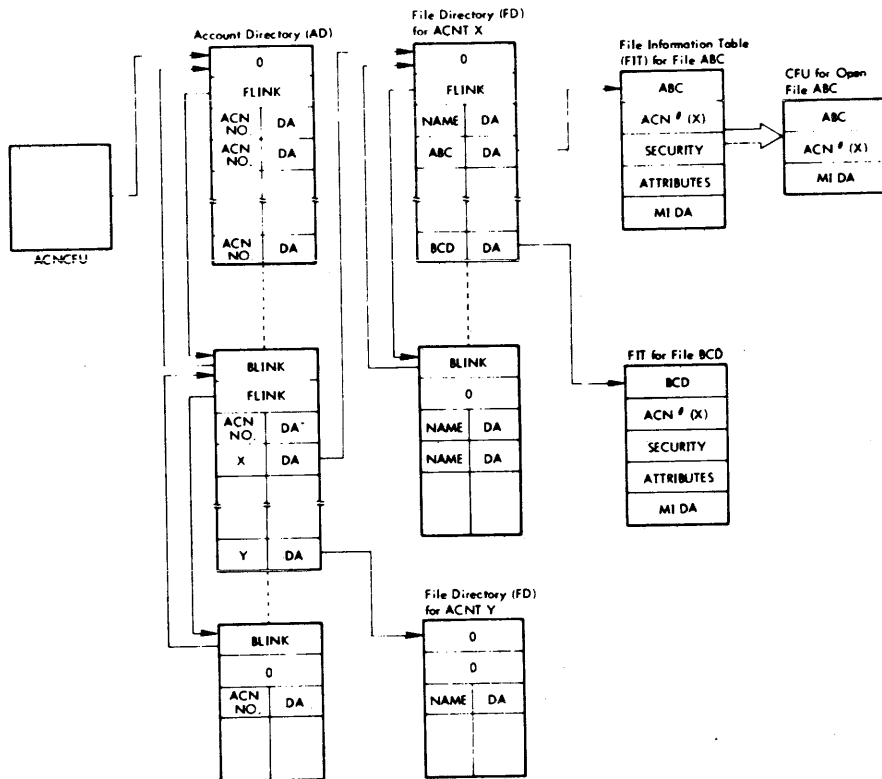 Account Directory (AD)
0
FLINK
ACN NO. DA
ACN NO. DA
ACN NO. DA
BLINK
FLINK
ACN NO. DA
X DA
Y DA
BLINK
0
ACN NO. DA
ACNCFU
File Directory (FD)
for ACNT X
0
FLINK
NAME DA
ABC DA
BCD DA
BLINK
0
NAME DA
NAME DA
File Directory (FD)
for ACNT Y
0
0
NAME DA
File Information Table
(FIT) for File ABC
ABC
ACN # (X)
SECURITY
ATTRIBUTES
MI DA
CFU for Open
File ABC
ABC
ACN # (X)
MI DA
FIT for File BCD
BCD
ACN # (X)
SECURITY
ATTRIBUTES
MI DA